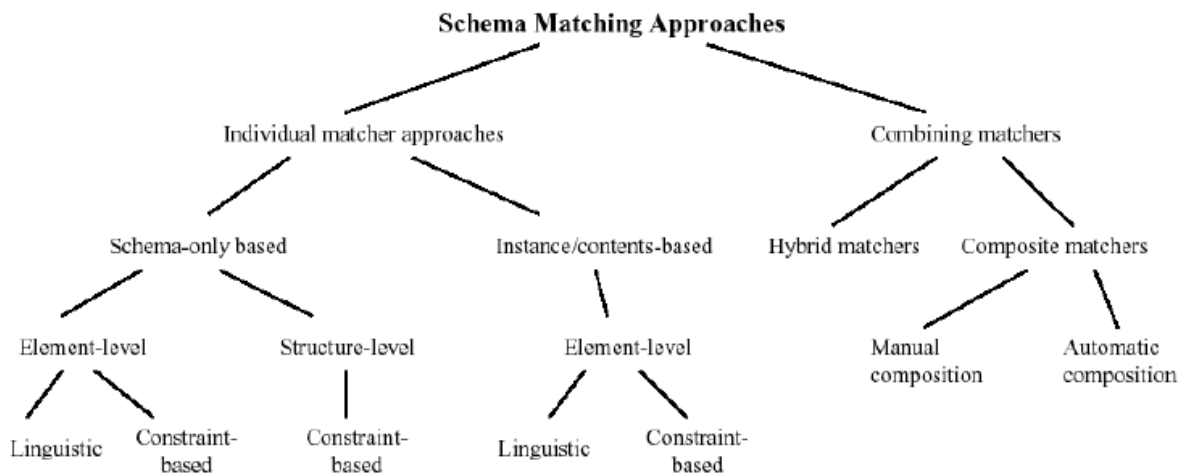 Schema Matching Approaches
Individual matcher approaches
Combining matchers
Schema-only based
Instance/contents-based
Hybrid matchers
Composite matchers
Element-level
Structure-level
Element-level
Manual
composition
Automatic
composition
Linguistic
Constraint-
based
Constraint-
based
Linguistic
Constraint-
based